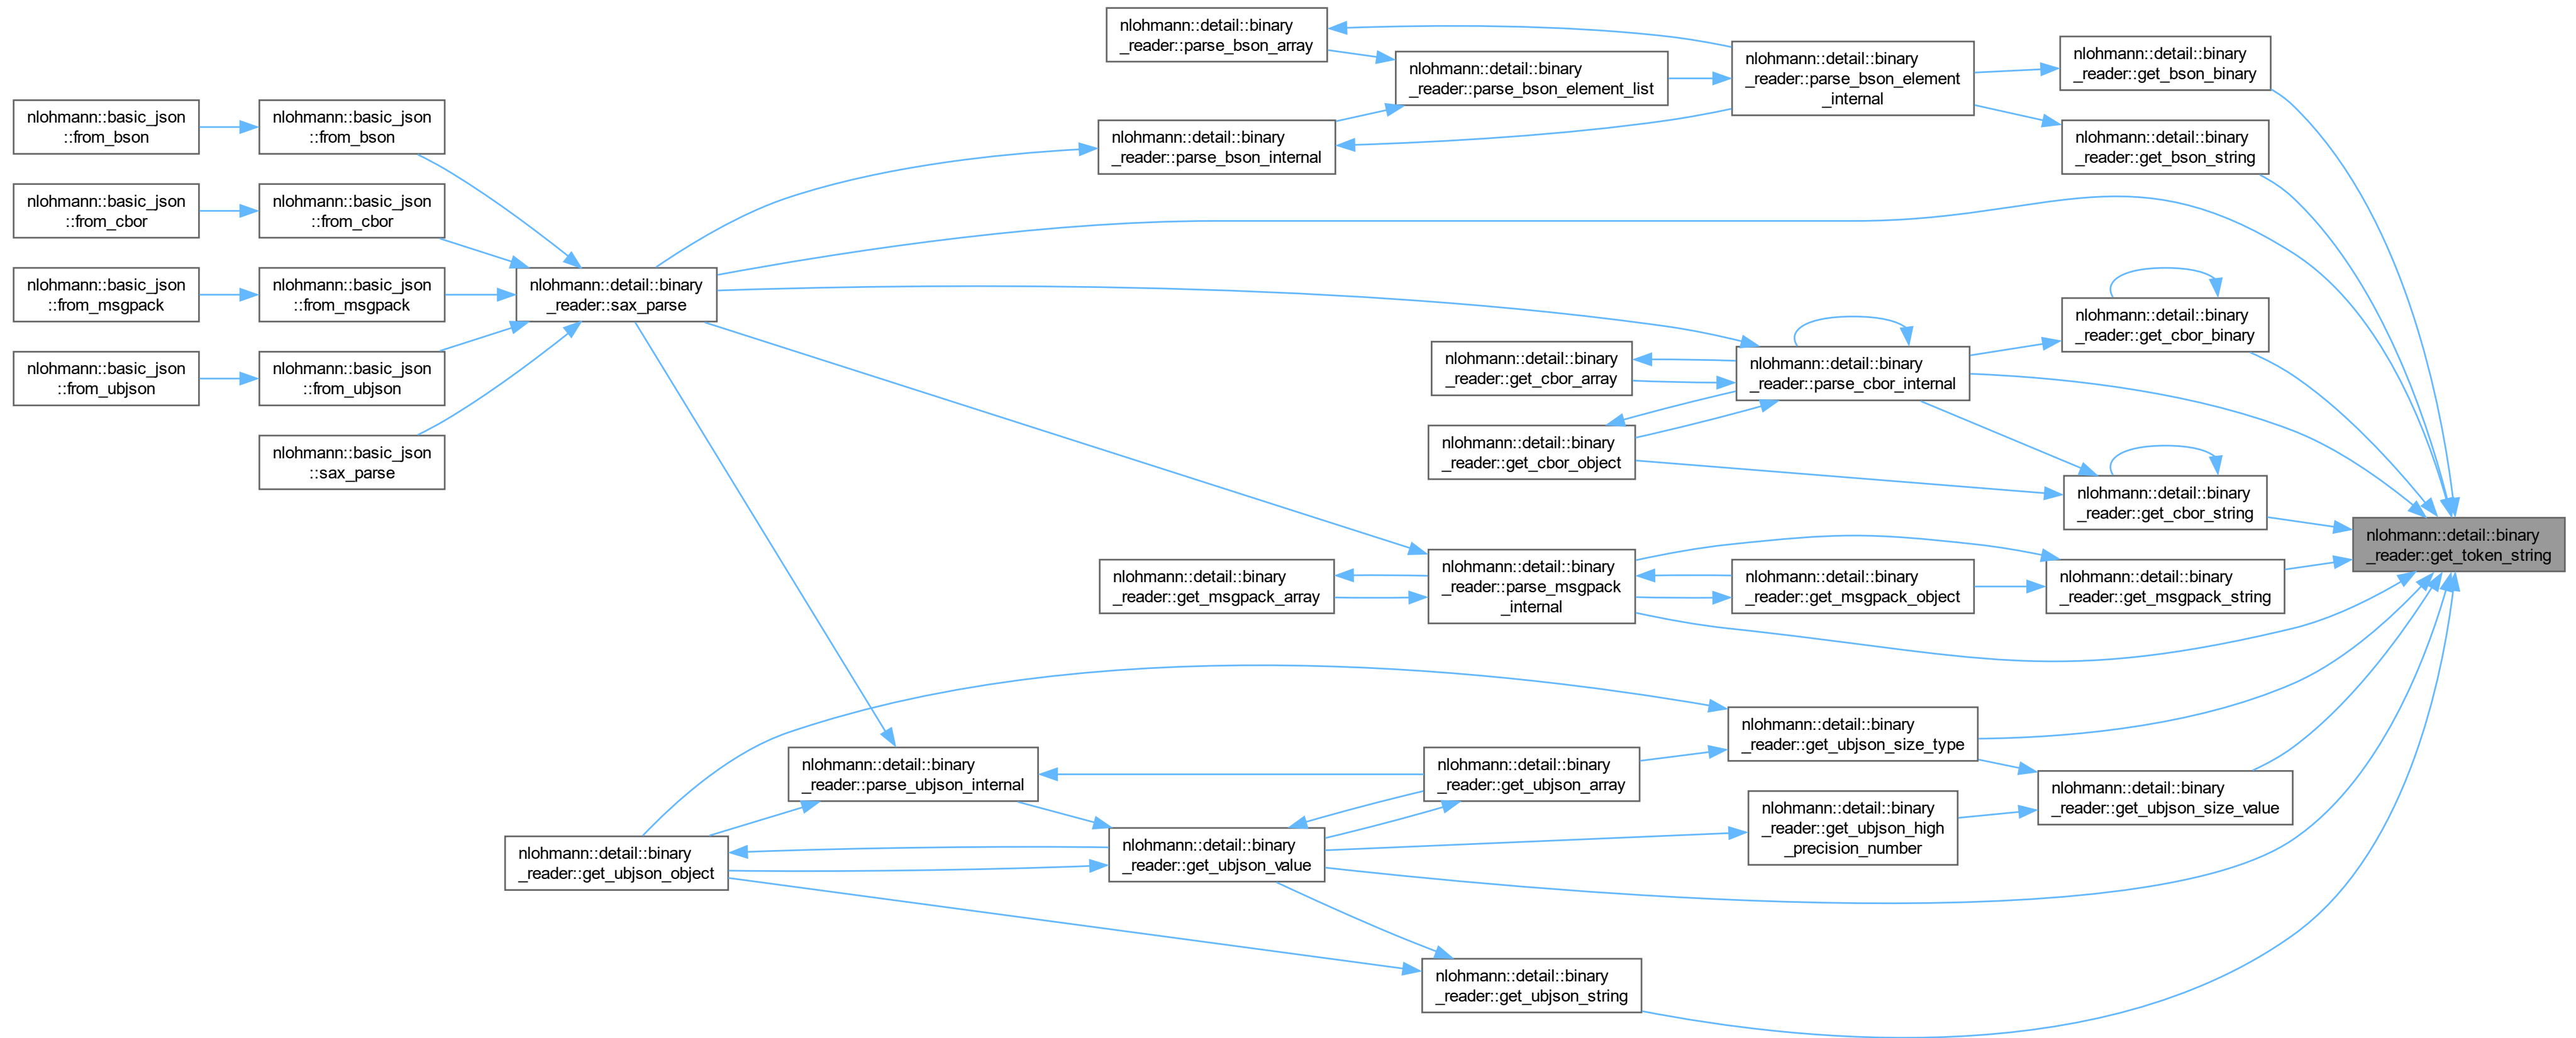 nlohmann::basic_json
::from_bson
nlohmann::basic_json
::from_cbor
nlohmann::basic_json
::from_msgpack
nlohmann::basic_json
::from_ubjson
nlohmann::basic_json
::from_bson
nlohmann::basic_json
::from_cbor
nlohmann::basic_json
::from_msgpack
nlohmann::basic_json
::from_ubjson
nlohmann::basic_json
::sax_parse
nlohmann::detail::binary
_reader::sax_parse
nlohmann::detail::binary
_reader::get_ubjson_object
nlohmann::detail::binary
_reader::parse_ubjson_internal
nlohmann::detail::binary
_reader::parse_bson_array
nlohmann::detail::binary
_reader::parse_bson_internal
nlohmann::detail::binary
_reader::get_msgpack_array
nlohmann::detail::binary
_reader::get_ubjson_value
nlohmann::detail::binary
_reader::parse_bson_element_list
nlohmann::detail::binary
_reader::get_cbor_array
nlohmann::detail::binary
_reader::get_cbor_object
nlohmann::detail::binary
_reader::parse_msgpack
_internal
nlohmann::detail::binary
_reader::get_ubjson_array
nlohmann::detail::binary
_reader::get_ubjson_string
nlohmann::detail::binary
_reader::parse_bson_element
_internal
nlohmann::detail::binary
_reader::parse_cbor_internal
nlohmann::detail::binary
_reader::get_msgpack_object
nlohmann::detail::binary
_reader::get_ubjson_size_type
nlohmann::detail::binary
_reader::get_ubjson_high
_precision_number
nlohmann::detail::binary
_reader::get_bson_binary
nlohmann::detail::binary
_reader::get_bson_string
nlohmann::detail::binary
_reader::get_cbor_binary
nlohmann::detail::binary
_reader::get_cbor_string
nlohmann::detail::binary
_reader::get_msgpack_string
nlohmann::detail::binary
_reader::get_ubjson_size_value
nlohmann::detail::binary
_reader::get_token_string